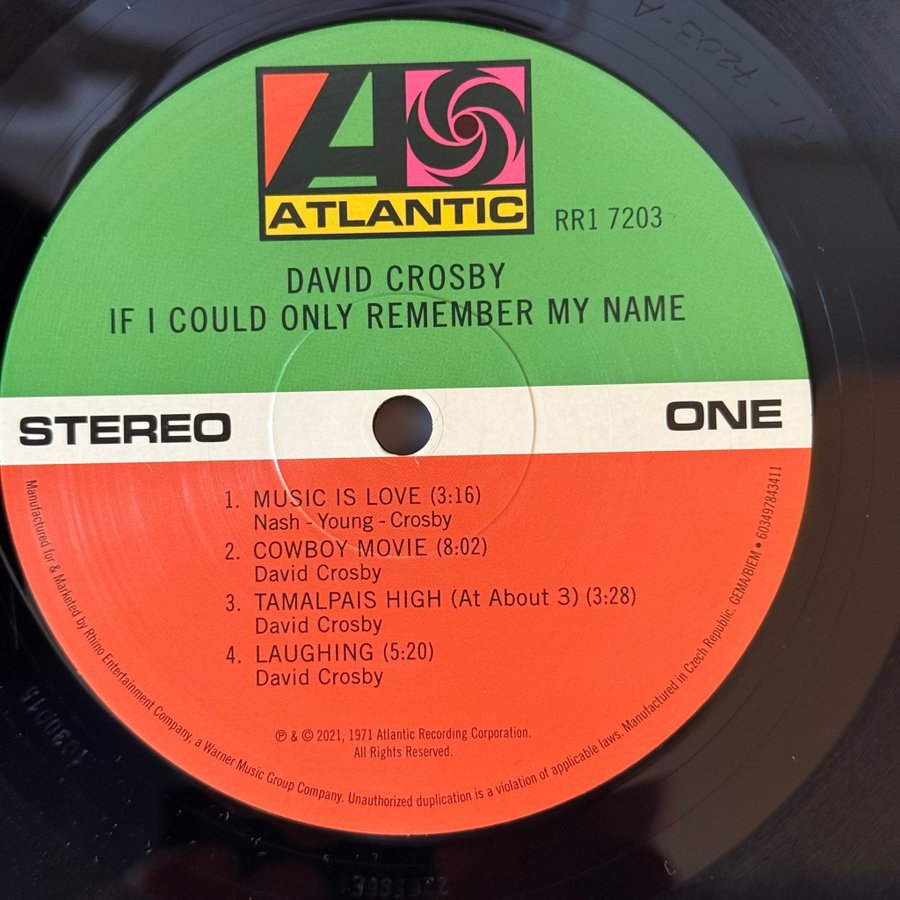 ATLANTIC
RR1 7203
DAVID CROSBY
IF I COULD ONLY REMEMBER MY NAME
STEREO
ONE
1. MUSIC IS LOVE (3:16)
Nash - Young - Crosby
2. COWBOY MOVIE (8:02)
David Crosby
3. TAMALPAIS HIGH (At About 3) (3:28)
David Crosby
4. LAUGHING (5:20)
David Crosby
℗ & © 2021, 1971 Atlantic Recording Corporation.
All Rights Reserved.
Manufactured for & Marketed by Rhino Entertainment Company, a Warner Music Group Company. Unauthorized duplication is a violation of applicable laws. Manufactured in Czech Republic. GEMA/BIEM • 603497843411